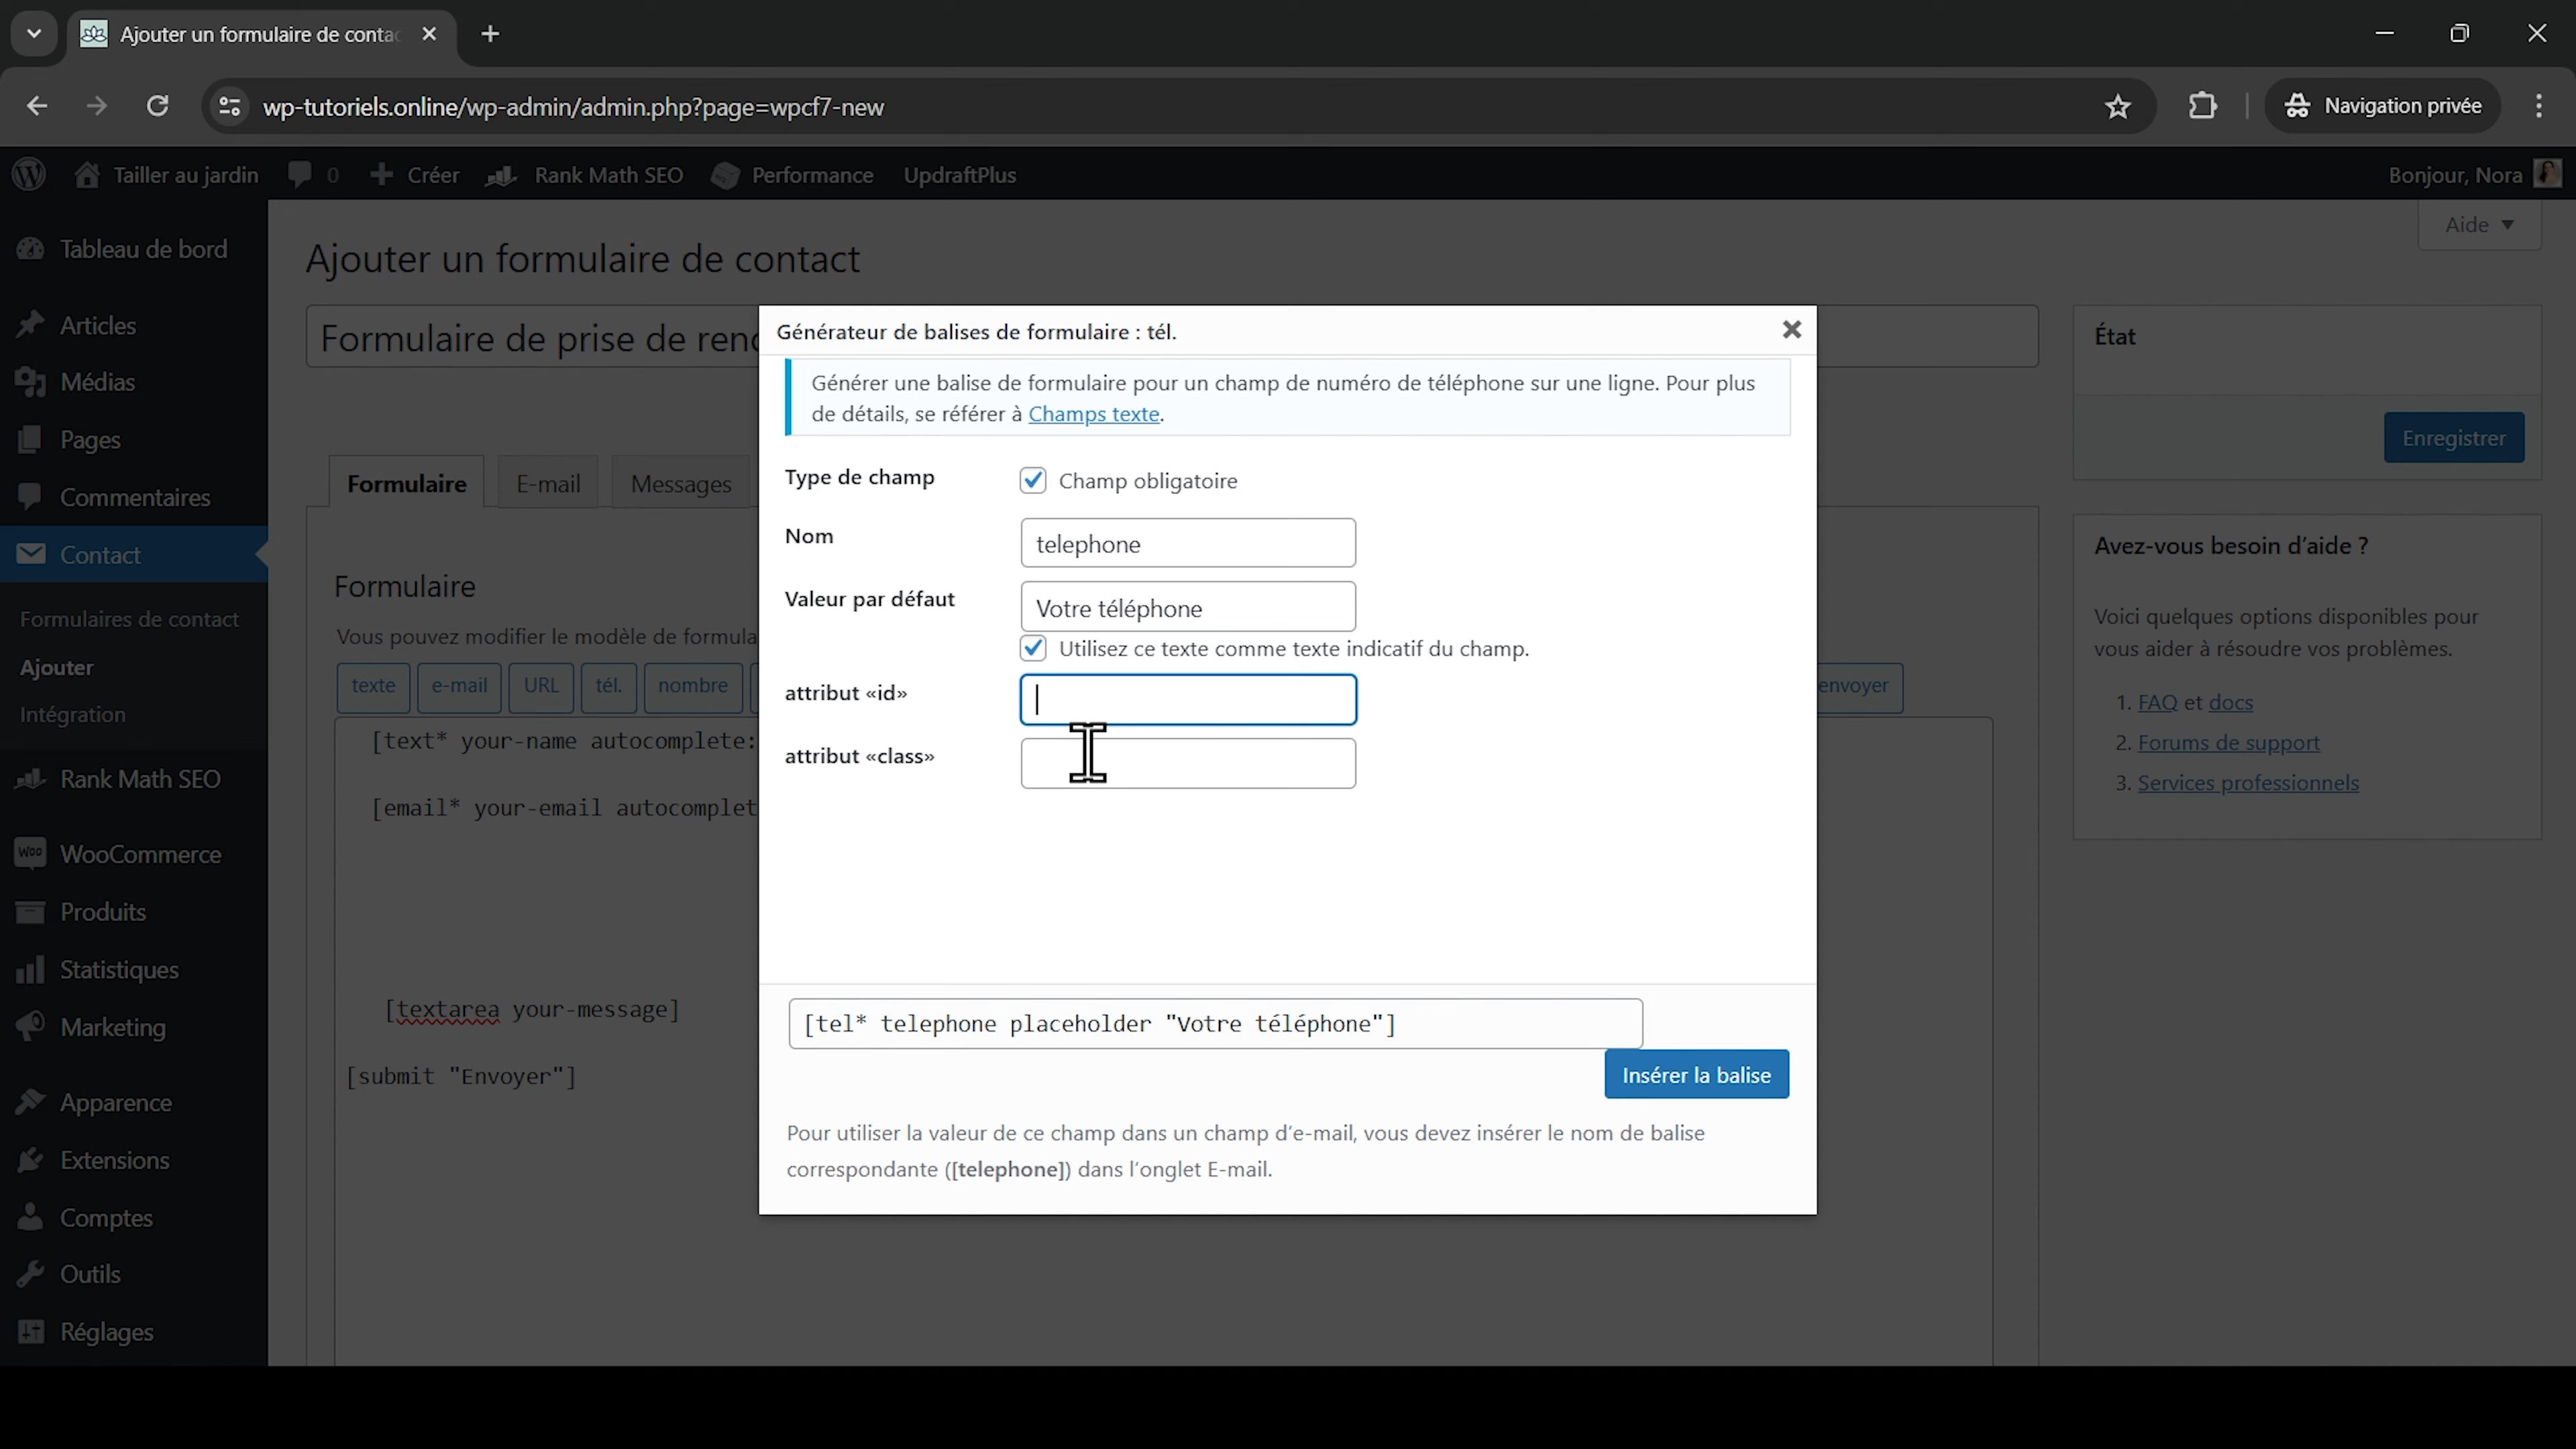 Ajouter un formulaire de conta
wp-tutoriels.online/wp-admin/admin.php?page=wpcf7-new
Navigation privée
Tailler au jardin
0
Créer
Rank Math SEO
Performance
UpdraftPlus
Bonjour, Nora
Tableau de bord
Articles
Médias
Pages
Commentaires
Contact
Formulaires de contact
Ajouter
Intégration
Rank Math SEO
WooCommerce
Produits
Statistiques
Marketing
Apparence
Extensions
Comptes
Outils
Réglages
Aide
Ajouter un formulaire de contact
Formulaire de prise de ren
Formulaire
E-mail
Messages
Formulaire
Vous pouvez modifier le modèle de formula
texte
e-mail
URL
tél.
nombre
envoyer
[text* your-name autocomplete:
[email* your-email autocomplet
[textarea your-message]
[submit "Envoyer"]
Générateur de balises de formulaire : tél.
Générer une balise de formulaire pour un champ de numéro de téléphone sur une ligne. Pour plus
de détails, se référer à Champs texte.
Type de champ
Champ obligatoire
Nom
telephone
Valeur par défaut
Votre téléphone
Utilisez ce texte comme texte indicatif du champ.
attribut «id»
attribut «class»
[tel* telephone placeholder "Votre téléphone"]
Insérer la balise
Pour utiliser la valeur de ce champ dans un champ d'e-mail, vous devez insérer le nom de balise
correspondante ([telephone]) dans l'onglet E-mail.
État
Enregistrer
Avez-vous besoin d'aide ?
Voici quelques options disponibles pour
vous aider à résoudre vos problèmes.
1. FAQ et docs
2. Forums de support
3. Services professionnels